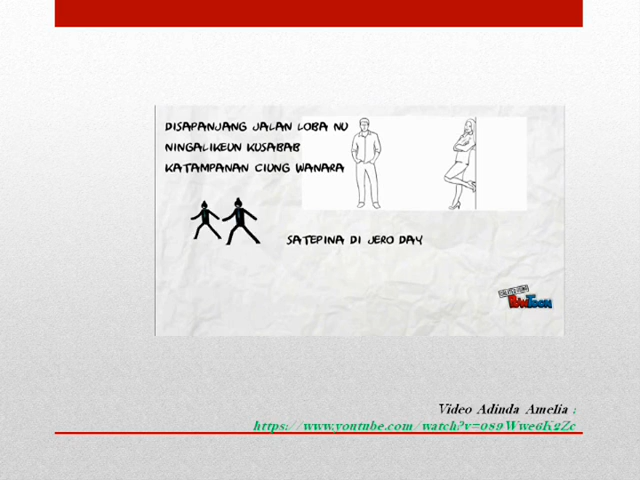 DISAPANJANG JALAN LOBA NU
NINGALIKEUN KUSABAB
KATAMPANAN CIUNG WANARA
SATEPINA DI JERO DAY
POWTOON
Video Adinda Amelia :
https://www.youtube.com/watch?v=089Wwe6K2Zc